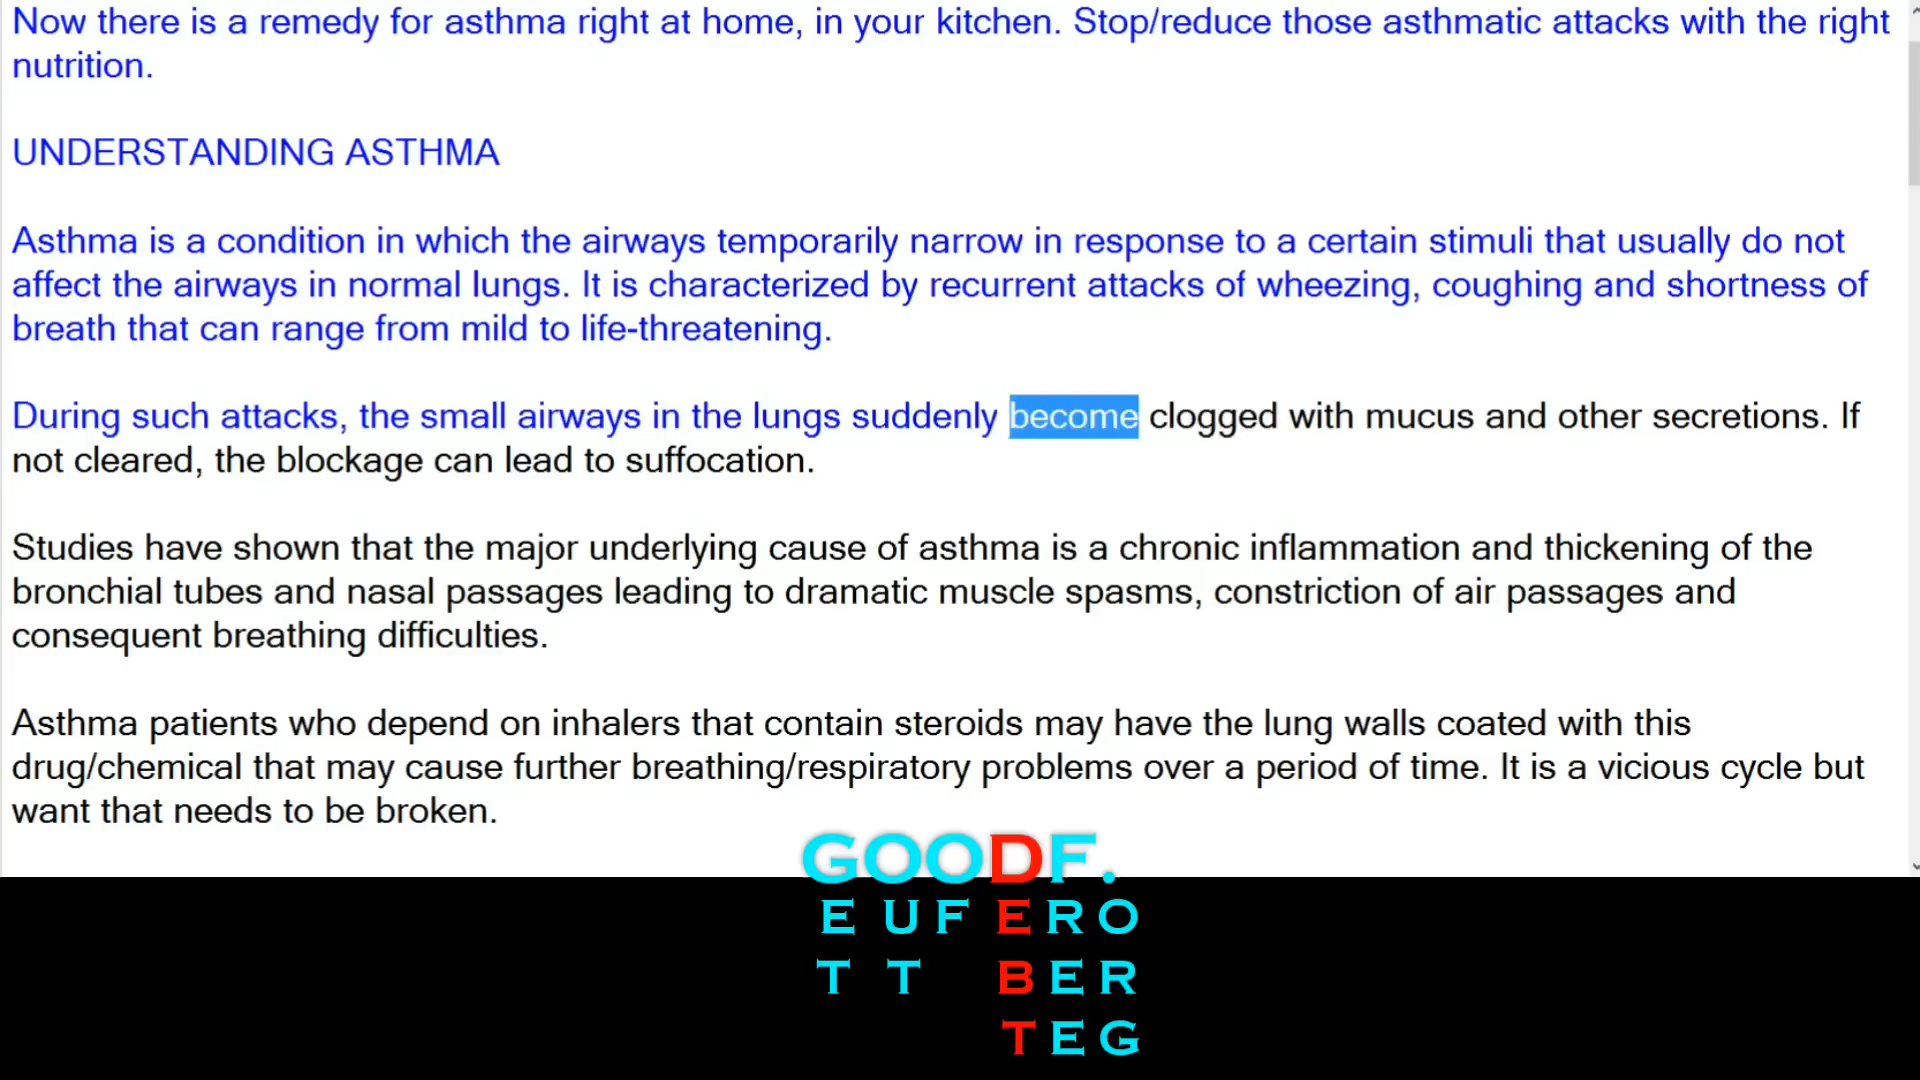 Now there is a remedy for asthma right at home, in your kitchen. Stop/reduce those asthmatic attacks with the right
nutrition.
UNDERSTANDING ASTHMA
Asthma is a condition in which the airways temporarily narrow in response to a certain stimuli that usually do not
affect the airways in normal lungs. It is characterized by recurrent attacks of wheezing, coughing and shortness of
breath that can range from mild to life-threatening.
During such attacks, the small airways in the lungs suddenly become clogged with mucus and other secretions. If
not cleared, the blockage can lead to suffocation.
Studies have shown that the major underlying cause of asthma is a chronic inflammation and thickening of the
bronchial tubes and nasal passages leading to dramatic muscle spasms, constriction of air passages and
consequent breathing difficulties.
Asthma patients who depend on inhalers that contain steroids may have the lung walls coated with this
drug/chemical that may cause further breathing/respiratory problems over a period of time. It is a vicious cycle but
want that needs to be broken.
GOODF.
E U F E R O
T T B E R
T E G